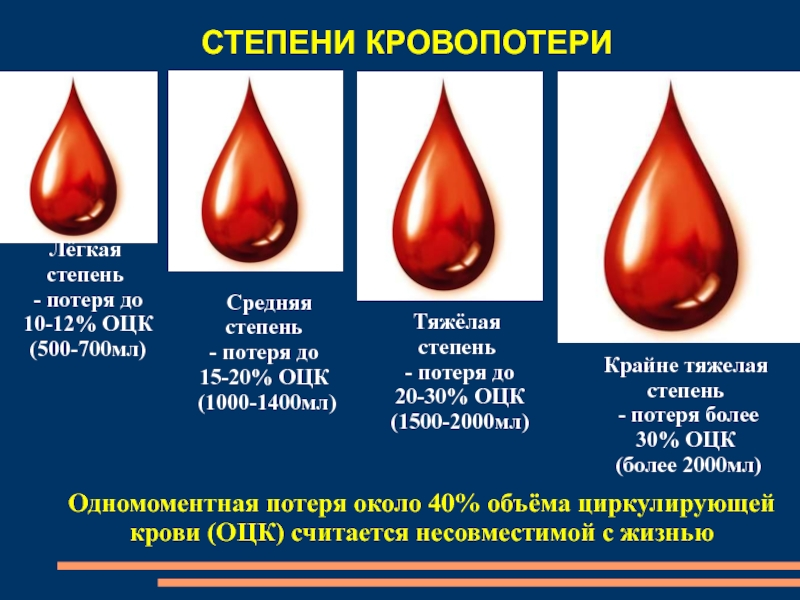 СТЕПЕНИ КРОВОПОТЕРИ
Лёгкая
степень
- потеря до
10-12% ОЦК
(500-700мл)
Средняя
степень
- потеря до
15-20% ОЦК
(1000-1400мл)
Тяжёлая
степень
- потеря до
20-30% ОЦК
(1500-2000мл)
Крайне тяжелая
степень
- потеря более
30% ОЦК
(более 2000мл)
Одномоментная потеря около 40% объёма циркулирующей
крови (ОЦК) считается несовместимой с жизнью